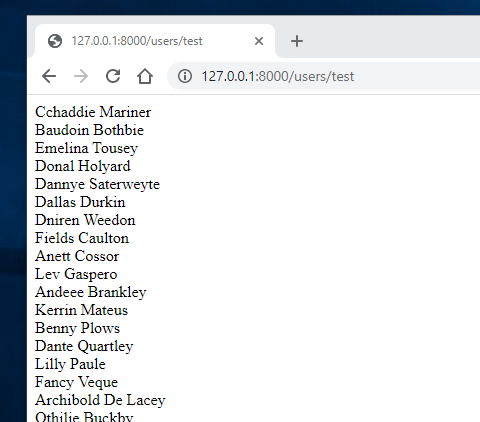 127.0.0.1:8000/users/test
127.0.0.1:8000/users/test
Cchaddie Mariner
Baudoin Bothbie
Emelina Tousey
Donal Holyard
Dannye Saterweyte
Dallas Durkin
Dniren Weedon
Fields Caulton
Anett Cossor
Lev Gaspero
Andeee Brankley
Kerrin Mateus
Benny Plows
Dante Quartley
Lilly Paule
Fancy Veque
Archibold De Lacey
Othilie Buckby